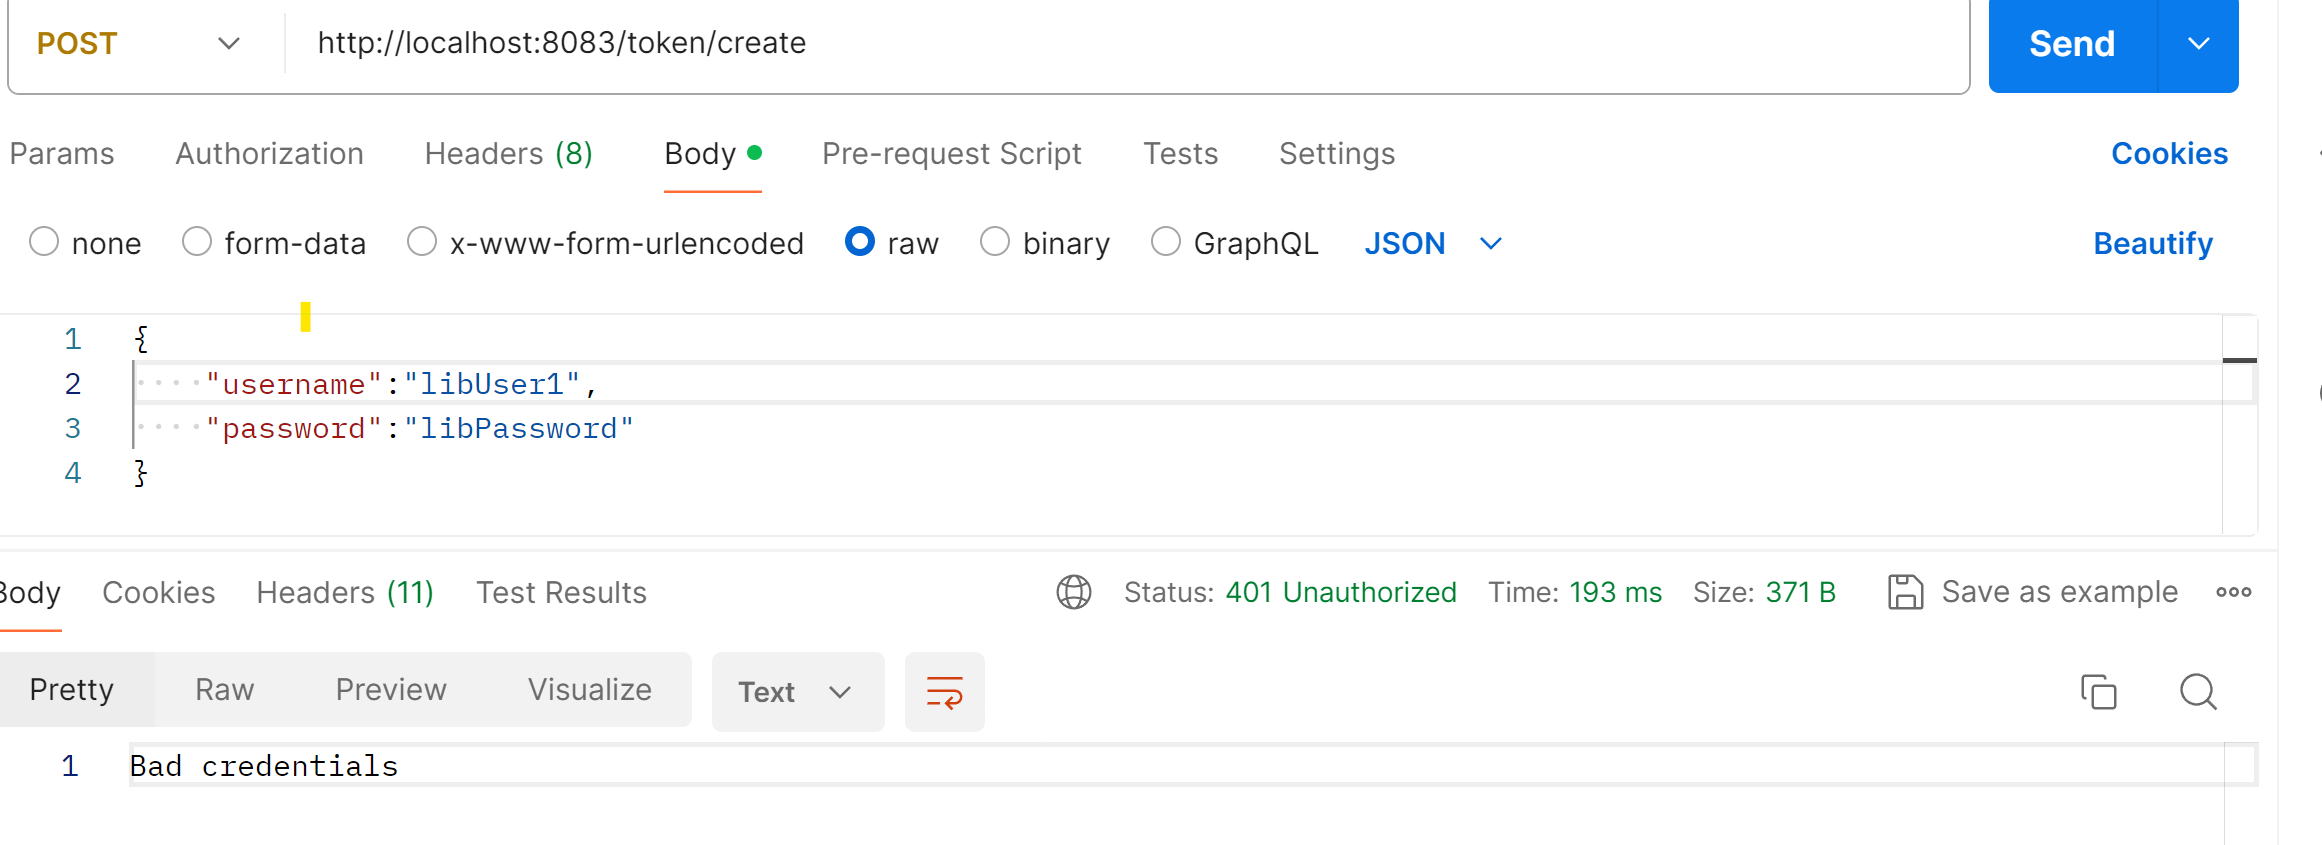 POST http://localhost:8083/token/create Send
Params Authorization Headers (8) Body Pre-request Script Tests Settings Cookies
none form-data x-www-form-urlencoded raw binary GraphQL JSON Beautify
1 {
2 ····"username":"libUser1",
3 ····"password":"libPassword"
4 }
Body Cookies Headers (11) Test Results Status: 401 Unauthorized Time: 193 ms Size: 371 B Save as example
Pretty Raw Preview Visualize Text
1 Bad credentials